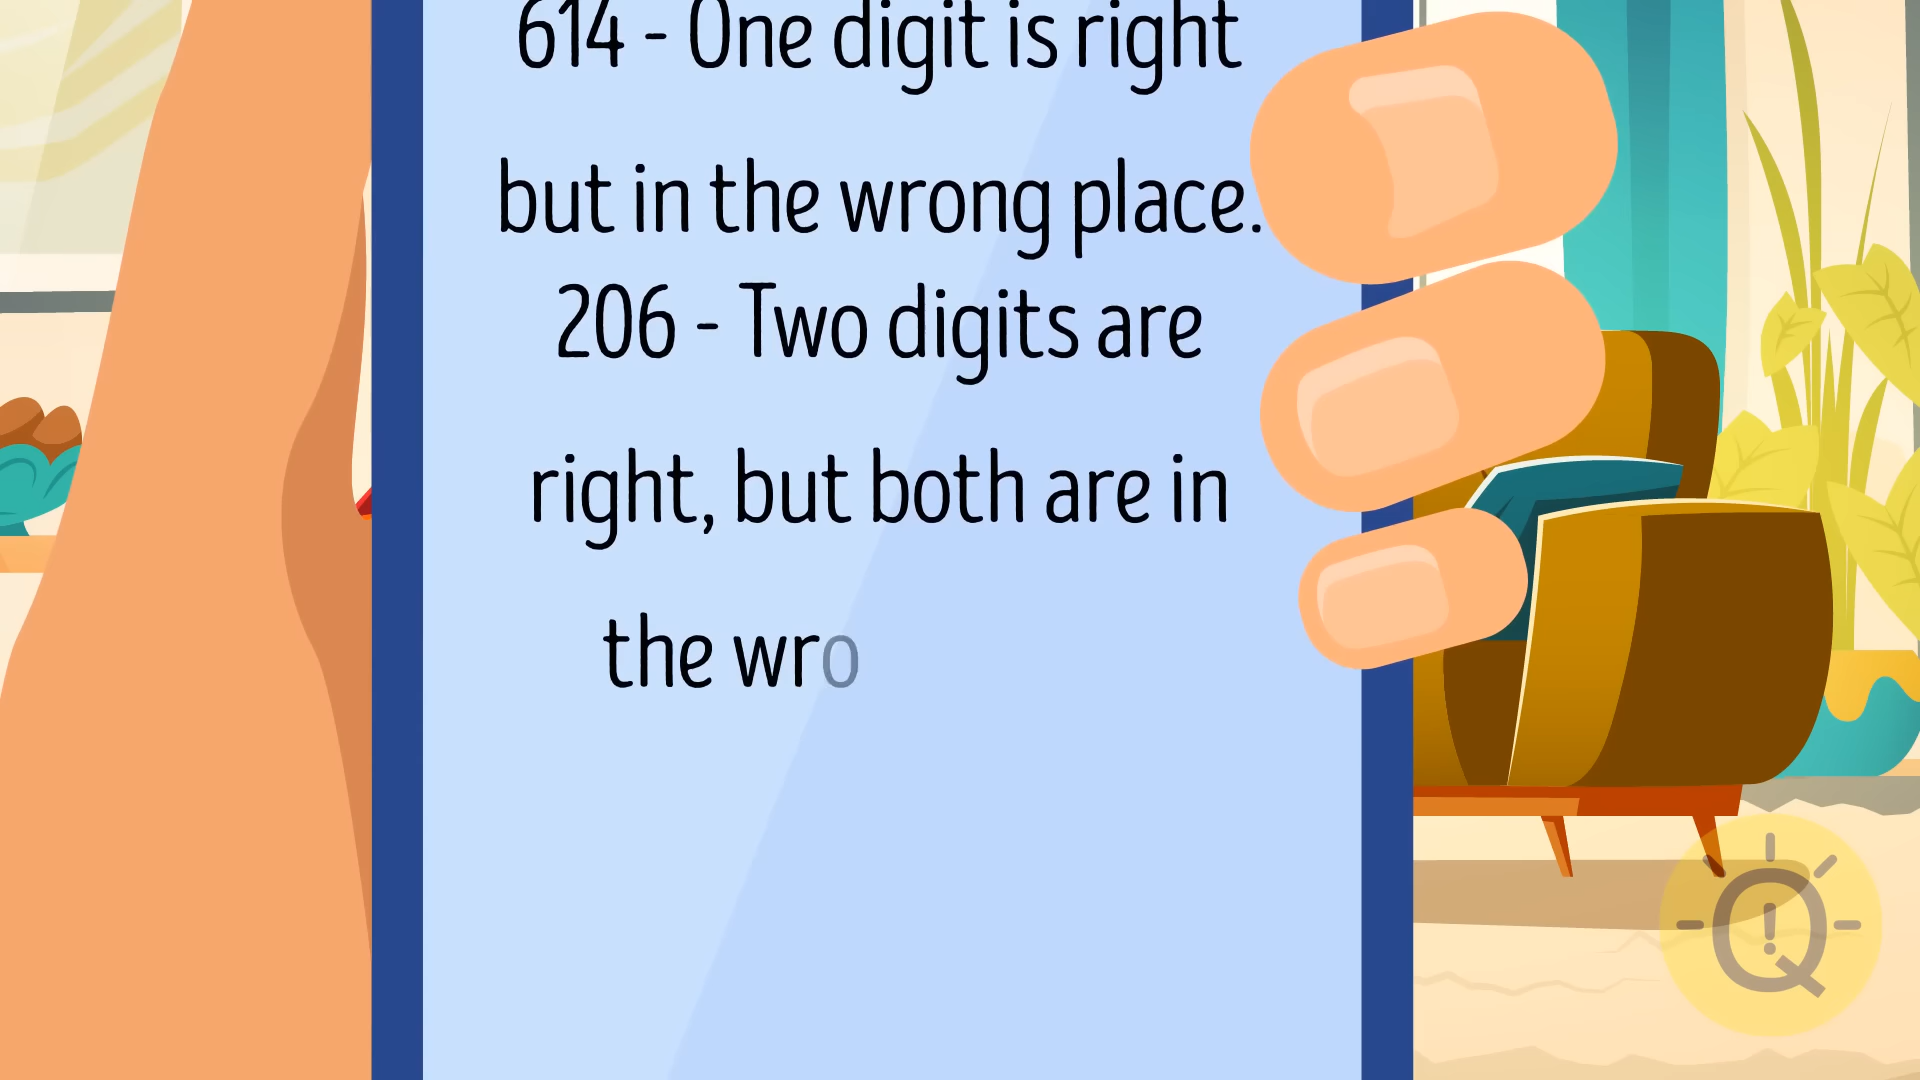 614 - One digit is right
but in the wrong place.
206 - Two digits are
right, but both are in
the wro